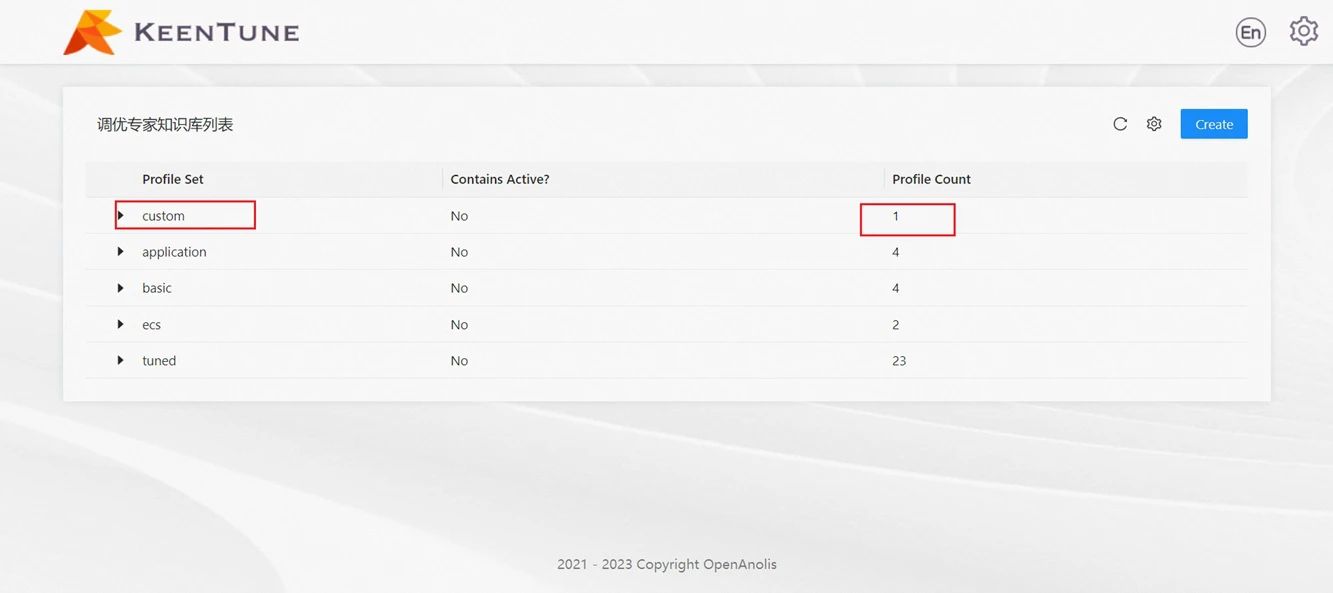 KEENTUNE
En
调优专家知识库列表
Create
Profile Set Contains Active? Profile Count
custom No 1
application No 4
basic No 4
ecs No 2
tuned No 23
2021 - 2023 Copyright OpenAnolis